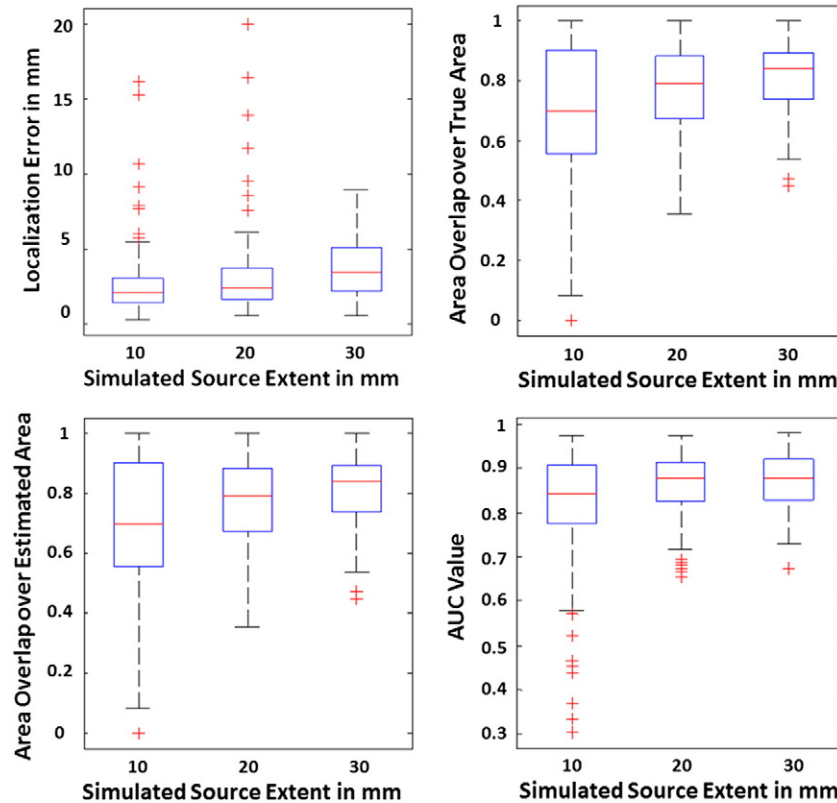 Localization Error in mm
20
15
10
5
0
10 20 30
Simulated Source Extent in mm
Area Overlap over True Area
1
0.8
0.6
0.4
0.2
0
10 20 30
Simulated Source Extent in mm
Area Overlap over Estimated Area
1
0.8
0.6
0.4
0.2
0
10 20 30
Simulated Source Extent in mm
AUC Value
1
0.9
0.8
0.7
0.6
0.5
0.4
0.3
10 20 30
Simulated Source Extent in mm